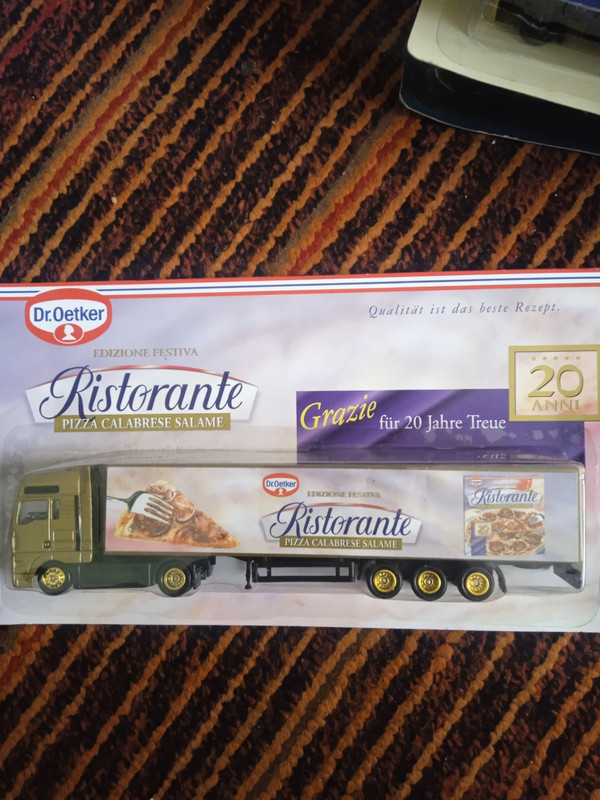 Dr.Oetker
Qualität ist das beste Rezept.
EDIZIONE FESTIVA
Ristorante
PIZZA CALABRESE SALAME
Grazie für 20 Jahre Treue
20
ANNI
Dr.Oetker
EDIZIONE FESTIVA
Ristorante
PIZZA CALABRESE SALAME
Ristorante
20